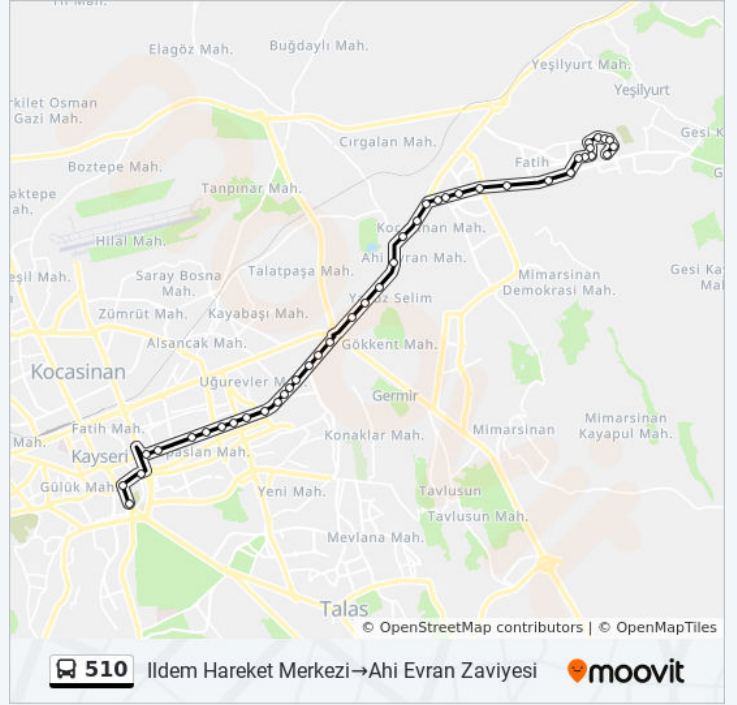 Elagöz Mah.
Buğdaylı Mah.
Yeşilyurt Mah.
Yeşilyurt
rkilet Osman
Gazi Mah.
Cırgalan Mah.
Gesi K
Boztepe Mah.
Fatih
G
aktepe
ah.
Tanpınar Mah.
Hilal Mah.
Ahi Evran Mah.
eşil Mah.
Saray Bosna
Mah.
Talatpaşa Mah.
Mimarsinan
Demokrasi Mah.
Gesi Ka
Mal
Zümrüt Mah.
Kayabaşı Mah.
Selim
Alsancak Mah.
Gökkent Mah.
Kocasinan
Uğurevler M
Germir
Fatih Mah.
Mah.
Konaklar Mah.
Mimarsinan
Mimarsinan
Kayapul Mah.
Kayseri
paslan Mah.
Gülük Mah
Yeni Mah.
Tavlusun
Tavlusun Mah.
Mevlana Mah.
Talas
© OpenStreetMap contributors | © OpenMapTiles
510 Ildem Hareket Merkezi→Ahi Evran Zaviyesi moovit